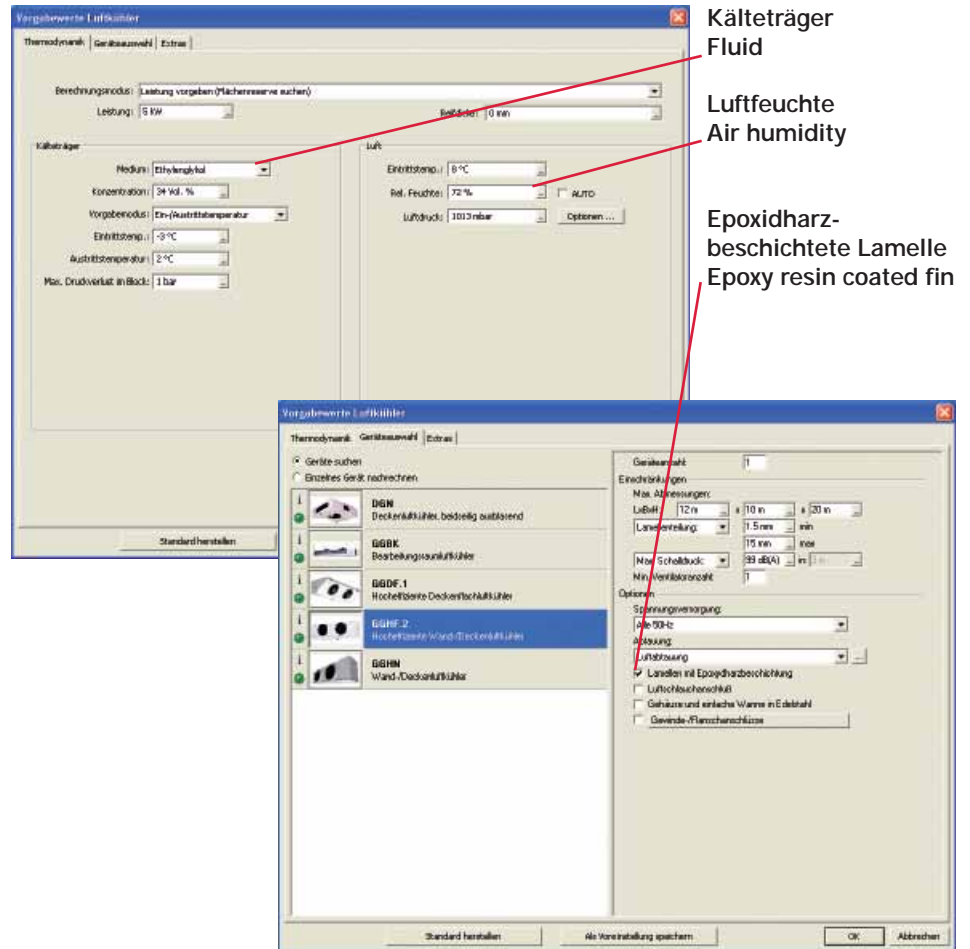 Vorgabewerte Luftkühler
Thermodynamik
Geräteauswahl
Extras
Berechnungsmodus:
Leistung vorgeben (Flächenreserve suchen)
Leistung:
5 kW
Reifdicke:
0 mm
Kälteträger
Medium:
Ethylenglykol
Konzentration:
34 Vol. %
Vorgabemodus:
Ein-/Austrittstemperatur
Eintrittstemp.:
-3 °C
Austrittstemperatur:
2 °C
Max. Druckverlust im Block:
1 bar
Luft
Eintrittstemp.:
8 °C
Rel. Feuchte:
72 %
AUTO
Luftdruck:
1013 mbar
Optionen ...
Standard herstellen
Kälteträger
Fluid
Luftfeuchte
Air humidity
Epoxidharz-
beschichtete Lamelle
Epoxy resin coated fin
Vorgabewerte Luftkühler
Thermodynamik
Geräteauswahl
Extras
Geräte suchen
Einzelnes Gerät nachrechnen
DGN
Deckenluftkühler, beidseitig ausblasend
GGBK
Bearbeitungsraumluftkühler
GGDF.1
Hocheffiziente Deckenflachluftkühler
GGHF.2
Hocheffiziente Wand-/Deckenluftkühler
GGHN
Wand-/Deckenluftkühler
Geräteanzahl:
1
Einschränkungen
Max. Abmessungen:
LxBxH:
12 m
x
10 m
x
20 m
Lamellenteilung:
1.5 mm
min
15 mm
max
Max. Schalldruck:
99 dB(A)
in
Min. Ventilatoranzahl:
1
Optionen
Spannungsversorgung:
Alle 50Hz
Abtauung:
Luftabtauung
Lamellen mit Epoxydharzbeschichtung
Luftschlauchanschluß
Gehäuse und einfache Wanne in Edelstahl
Gewinde-/Flanschanschlüsse
Standard herstellen
Als Voreinstellung speichern
OK
Abbrechen